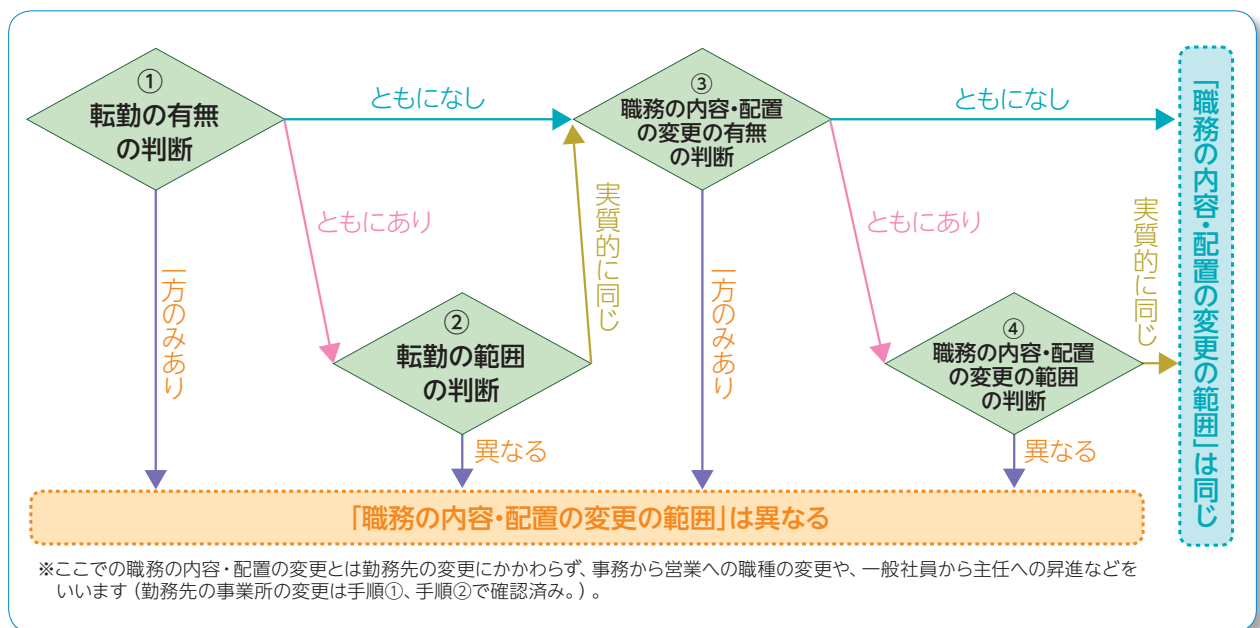 ①
転勤の有無
の判断
ともになし
ともにあり
一方のみあり
②
転勤の範囲
の判断
実質的に同じ
異なる
③
職務の内容・配置
の変更の有無
の判断
ともになし
ともにあり
一方のみあり
④
職務の内容・配置
の変更の範囲
の判断
実質的に同じ
異なる
「職務の内容・配置の変更の範囲」は同じ
「職務の内容・配置の変更の範囲」は異なる
※ここでの職務の内容・配置の変更とは勤務先の変更にかかわらず、事務から営業への職種の変更や、一般社員から主任への昇進などを
いいます(勤務先の事業所の変更は手順①、手順②で確認済み。)。